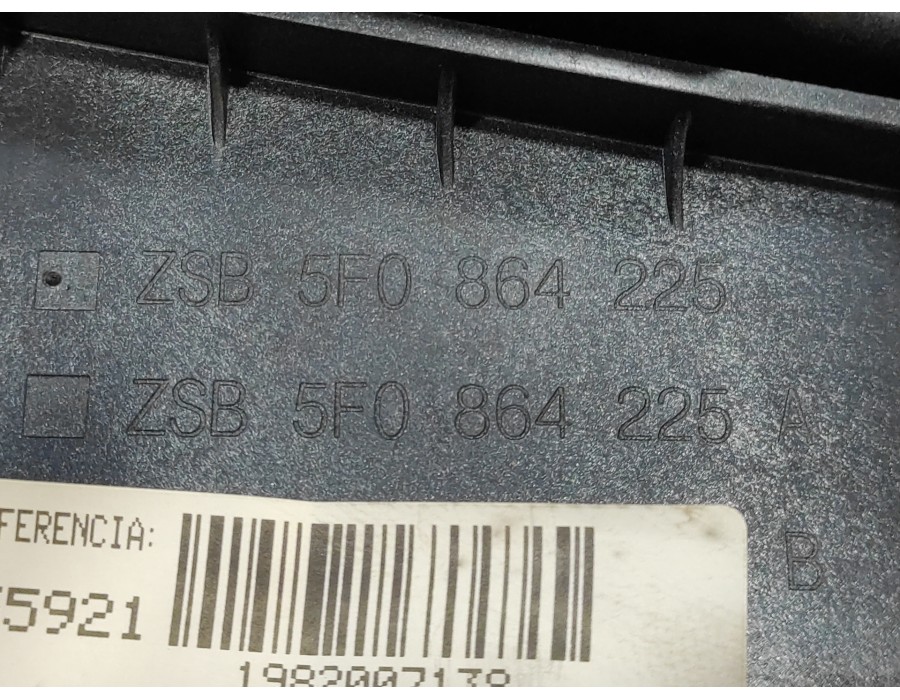 ZSB 5F0 864 225
ZSB 5F0 864 225 A
B
FERENCIA:
5921
1982007138